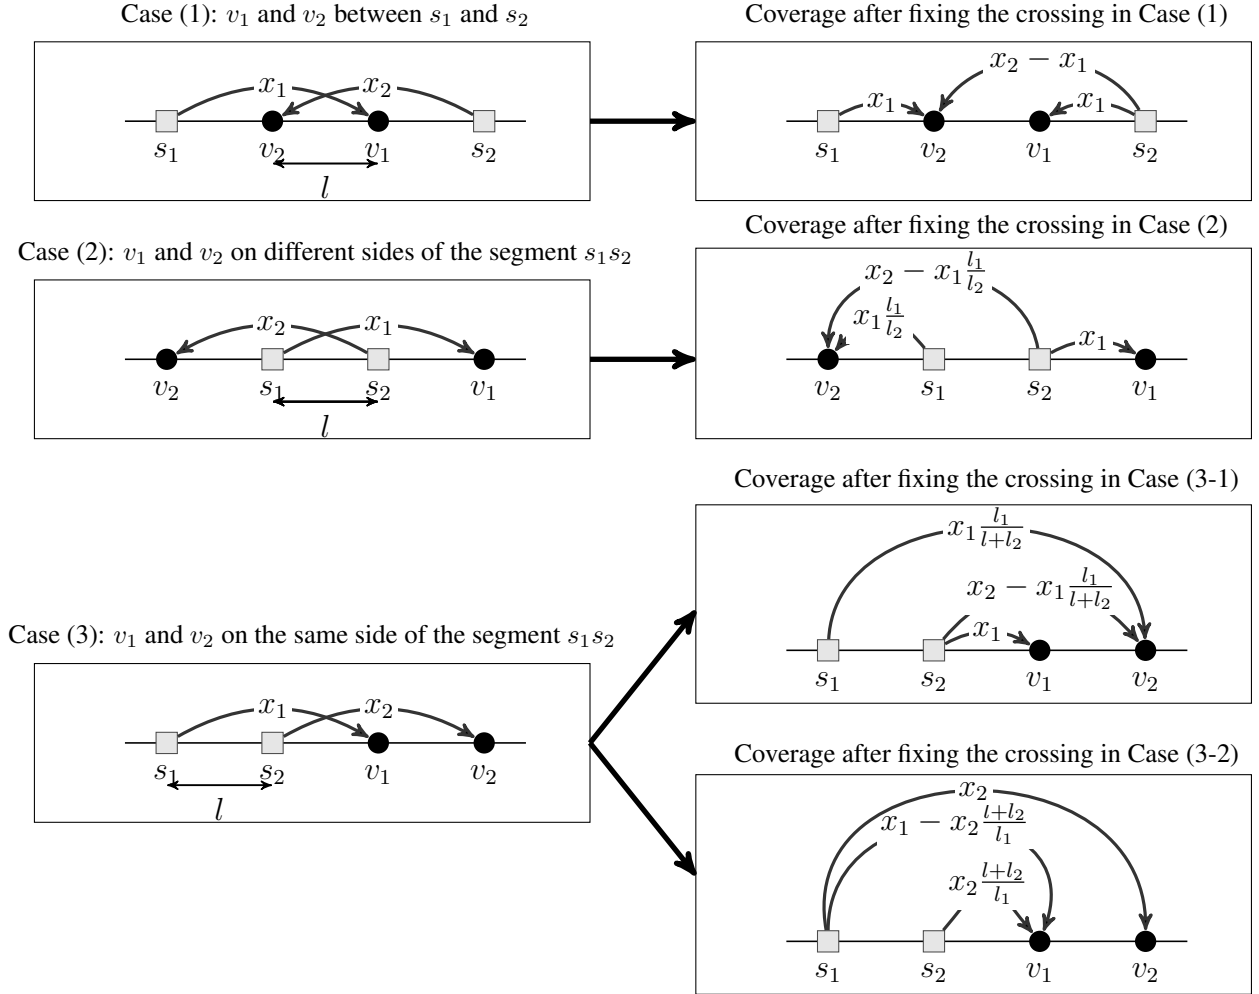 Case (1): v₁ and v₂ between s₁ and s₂
x₁ x₂
s₁ v₂ v₁ s₂
l
Coverage after fixing the crossing in Case (1)
x₂ − x₁
x₁ x₁
s₁ v₂ v₁ s₂
Case (2): v₁ and v₂ on different sides of the segment s₁s₂
x₂ x₁
v₂ s₁ s₂ v₁
l
Coverage after fixing the crossing in Case (2)
x₂ − x₁ l₁/l₂
x₁ l₁/l₂ x₁
v₂ s₁ s₂ v₁
Case (3): v₁ and v₂ on the same side of the segment s₁s₂
x₁ x₂
s₁ s₂ v₁ v₂
l
Coverage after fixing the crossing in Case (3-1)
x₁ l₁/(l+l₂)
x₂ − x₁ l₁/(l+l₂)
x₁
s₁ s₂ v₁ v₂
Coverage after fixing the crossing in Case (3-2)
x₂
x₁ − x₂ (l+l₂)/l₁
x₂ (l+l₂)/l₁
s₁ s₂ v₁ v₂